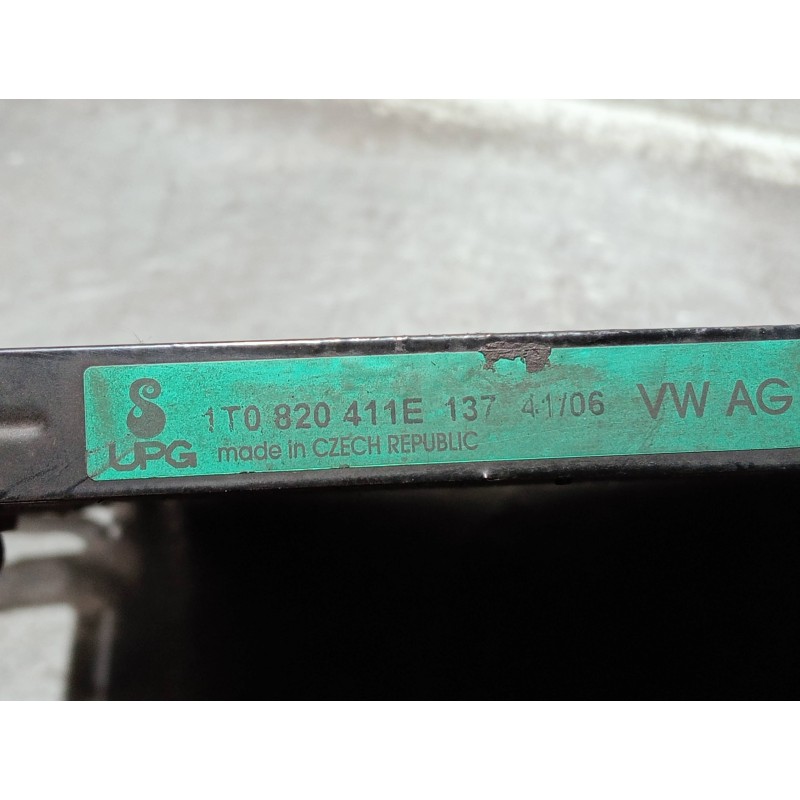 1T0 820 411E 137 41/06 VW AG
UPG made in CZECH REPUBLIC